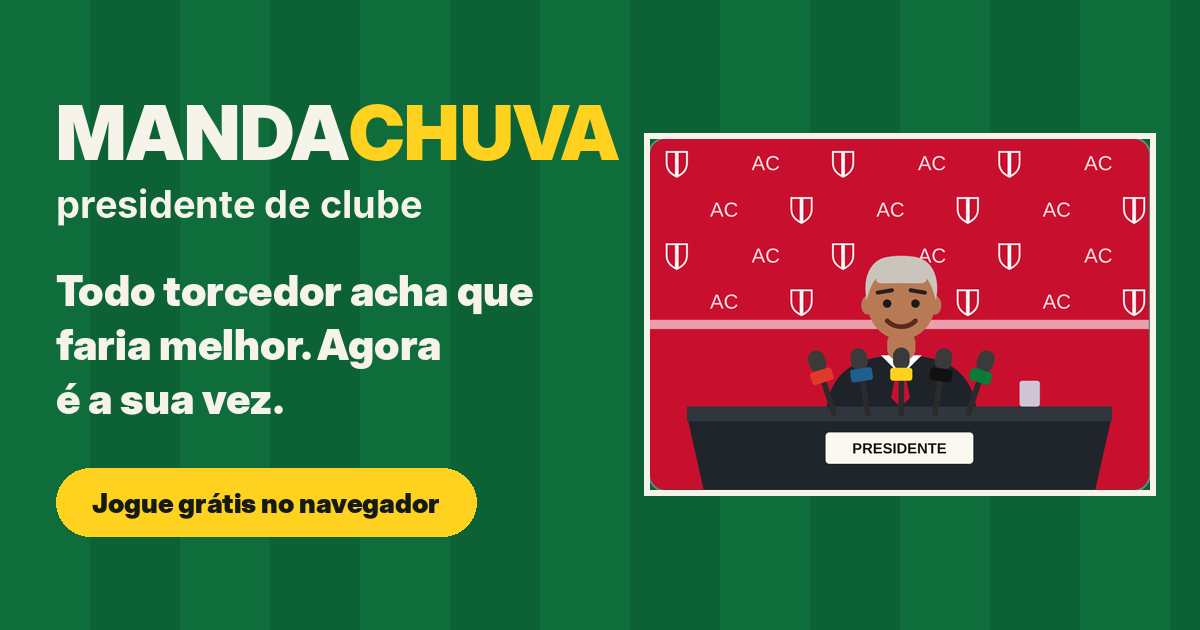 MANDACHUVA
presidente de clube
Todo torcedor acha que
faria melhor. Agora
é a sua vez.
Jogue grátis no navegador
AC AC AC
AC AC AC
AC AC AC
AC AC
PRESIDENTE